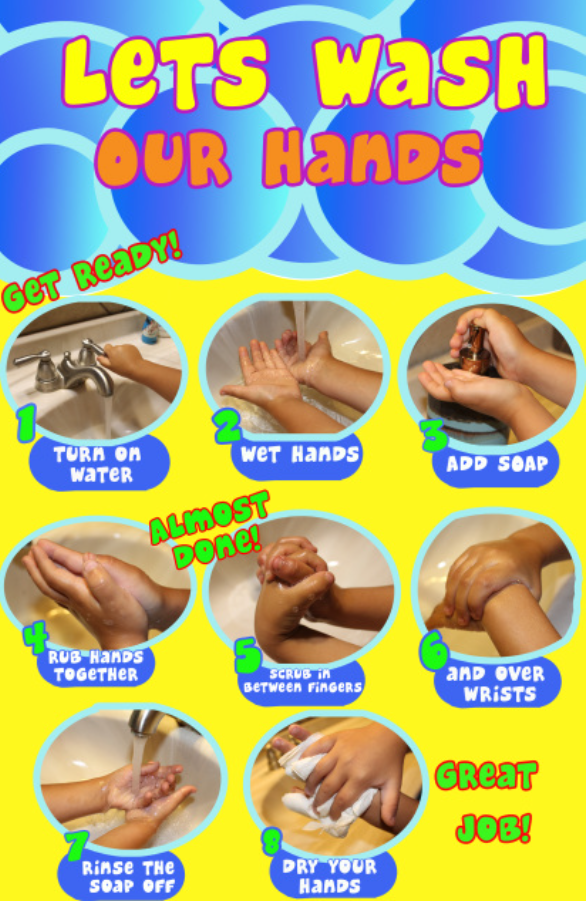 LETS WASH
OUR HANDS
GET READY!
1
TURN ON
WATER
2
WET HANDS
3
ADD SOAP
ALMOST
DONE!
4
RUB HANDS
TOGETHER
5
SCRUB IN
BETWEEN FINGERS
6
AND OVER
WRISTS
7
RINSE THE
SOAP OFF
8
DRY YOUR
HANDS
GREAT
JOB!